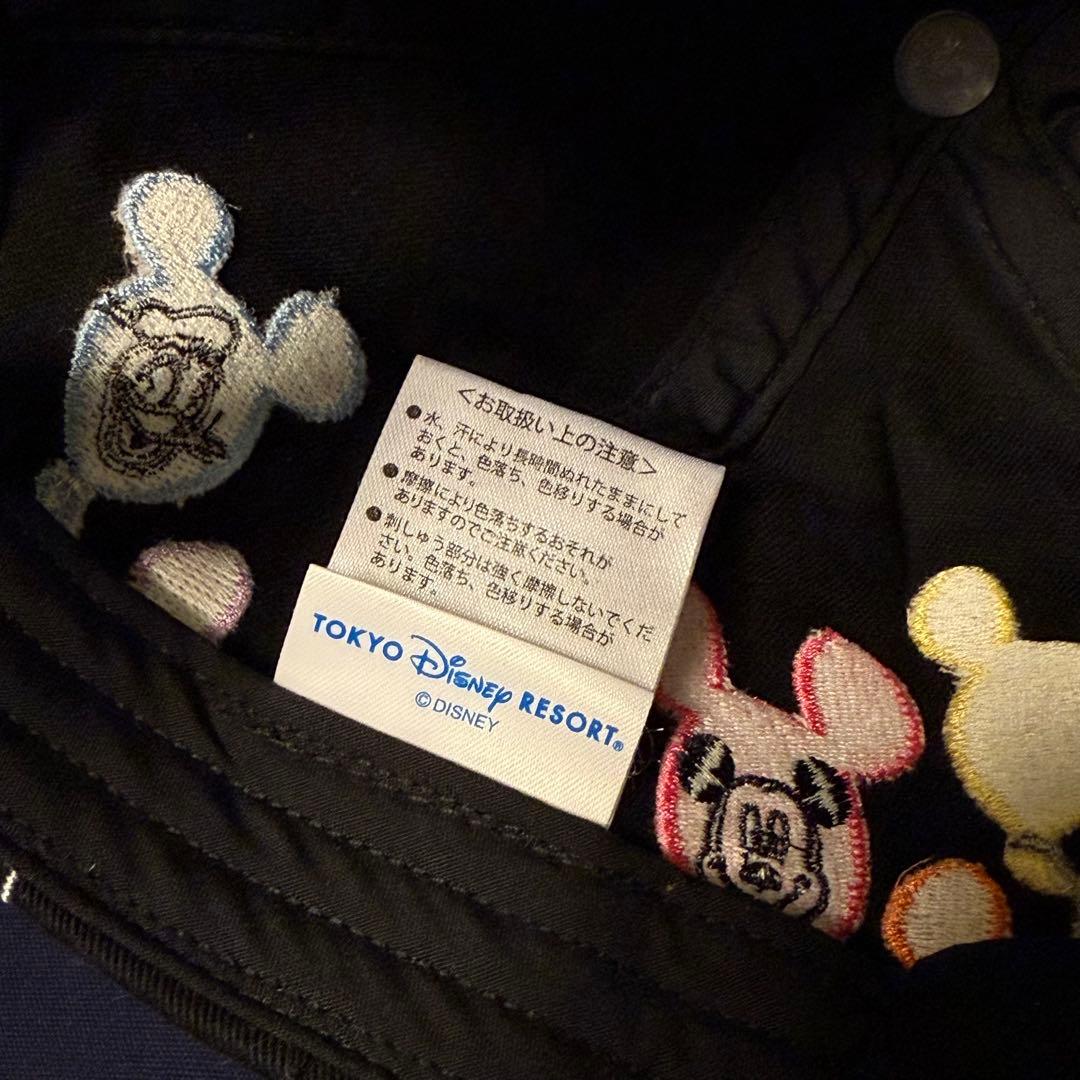 <お取扱い上の注意>
●水、汗により長時間ぬれたままにして
おくと、色落ち、色移りする場合が
あります。
●摩擦により色落ちするおそれが
ありますのでご注意ください。
●刺しゅう部分は強く摩擦しないでくだ
さい。色落ち、色移りする場合が
あります。
TOKYO Disney RESORT®
©DISNEY